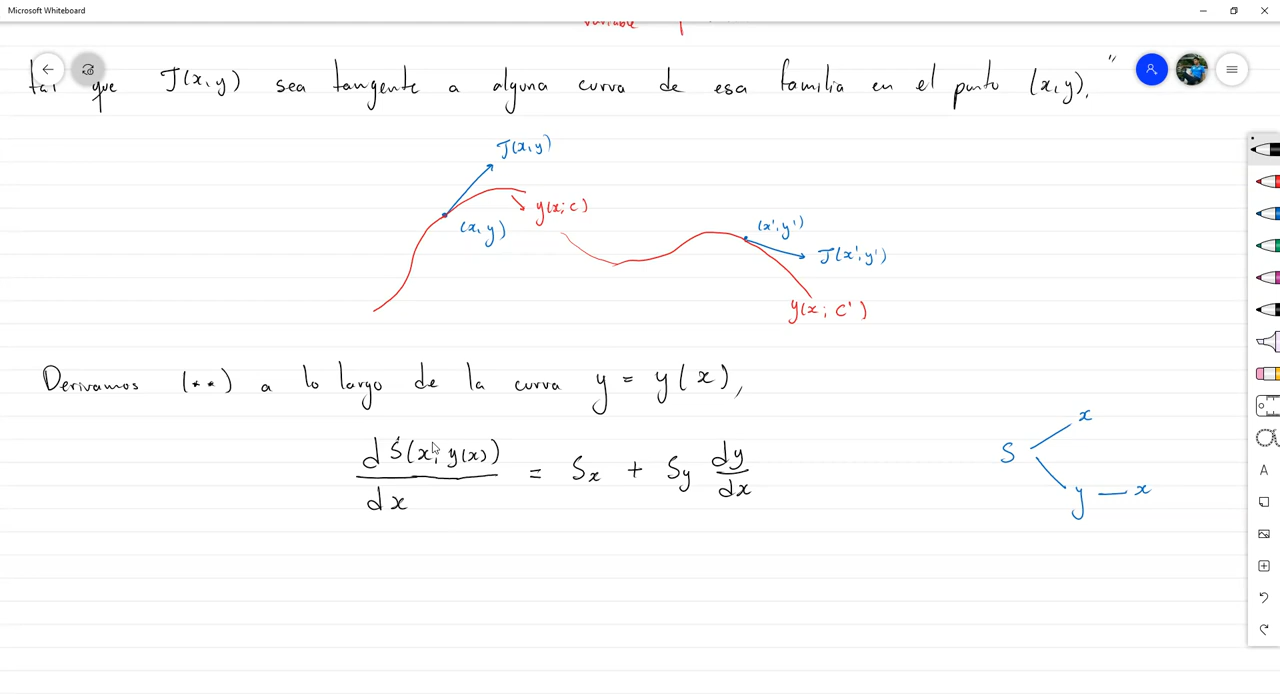 Microsoft Whiteboard
variable
tal que T(x,y) sea tangente a alguna curva de esa familia en el punto (x,y)."
T(x,y)
y(x;C)
(x,y)
(x',y')
T(x',y')
y(x;C')
Derivamos (**) a lo largo de la curva y = y(x),
dS(x,y(x))/dx = Sx + Sy dy/dx
x
S
y — x
A